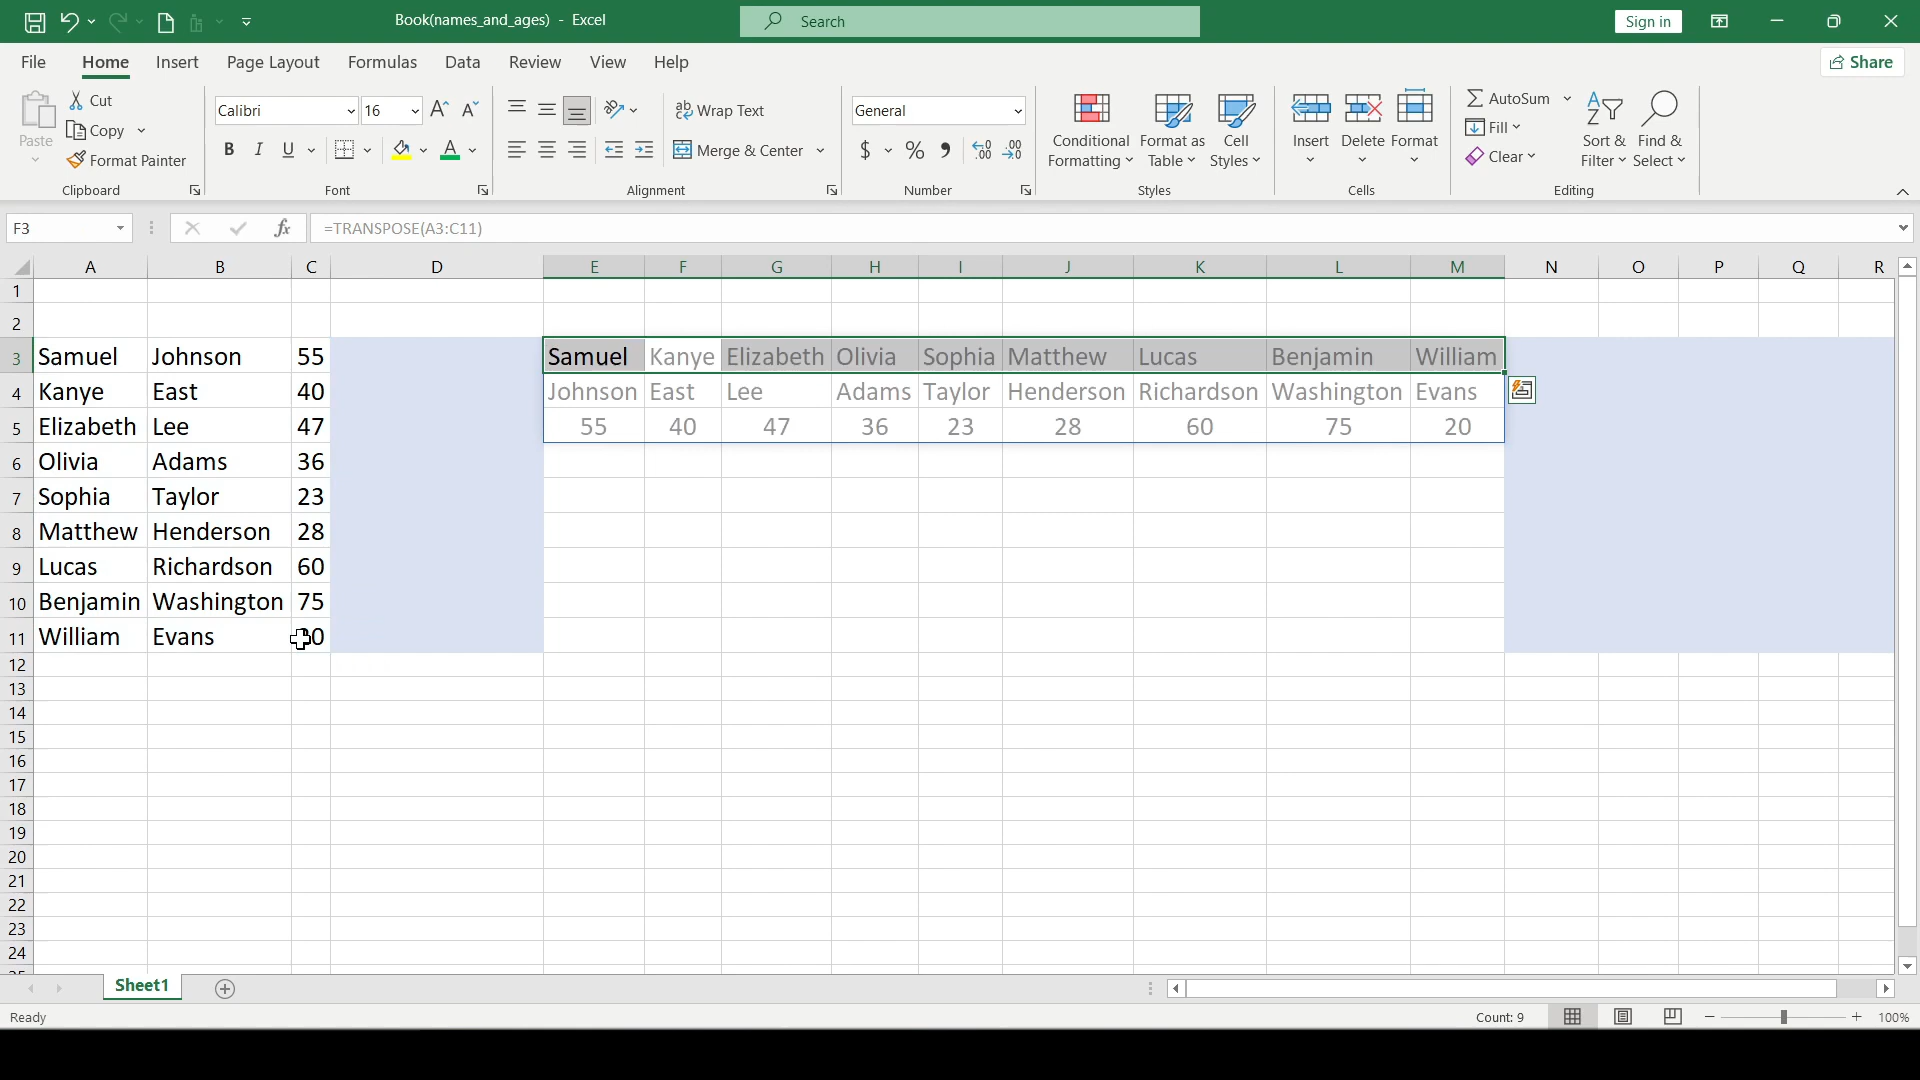 Book(names_and_ages) - Excel
Search
Sign in
File Home Insert Page Layout Formulas Data Review View Help
Share
Paste
Cut
Copy
Format Painter
Clipboard
Calibri 16
B I U
Font
Wrap Text
Merge & Center
Alignment
General
$ % ,
Number
Conditional Formatting
Format as Table
Cell Styles
Styles
Insert Delete Format
Cells
AutoSum
Fill
Clear
Sort & Filter
Find & Select
Editing
F3
fx
=TRANSPOSE(A3:C11)
A B C D E F G H I J K L M N O P Q R
1
2
3 Samuel Johnson 55 Samuel Kanye Elizabeth Olivia Sophia Matthew Lucas Benjamin William
4 Kanye East 40 Johnson East Lee Adams Taylor Henderson Richardson Washington Evans
5 Elizabeth Lee 47 55 40 47 36 23 28 60 75 20
6 Olivia Adams 36
7 Sophia Taylor 23
8 Matthew Henderson 28
9 Lucas Richardson 60
10 Benjamin Washington 75
11 William Evans
12
13
14
15
16
17
18
19
20
21
22
23
24
Sheet1
Ready
Count: 9
100%